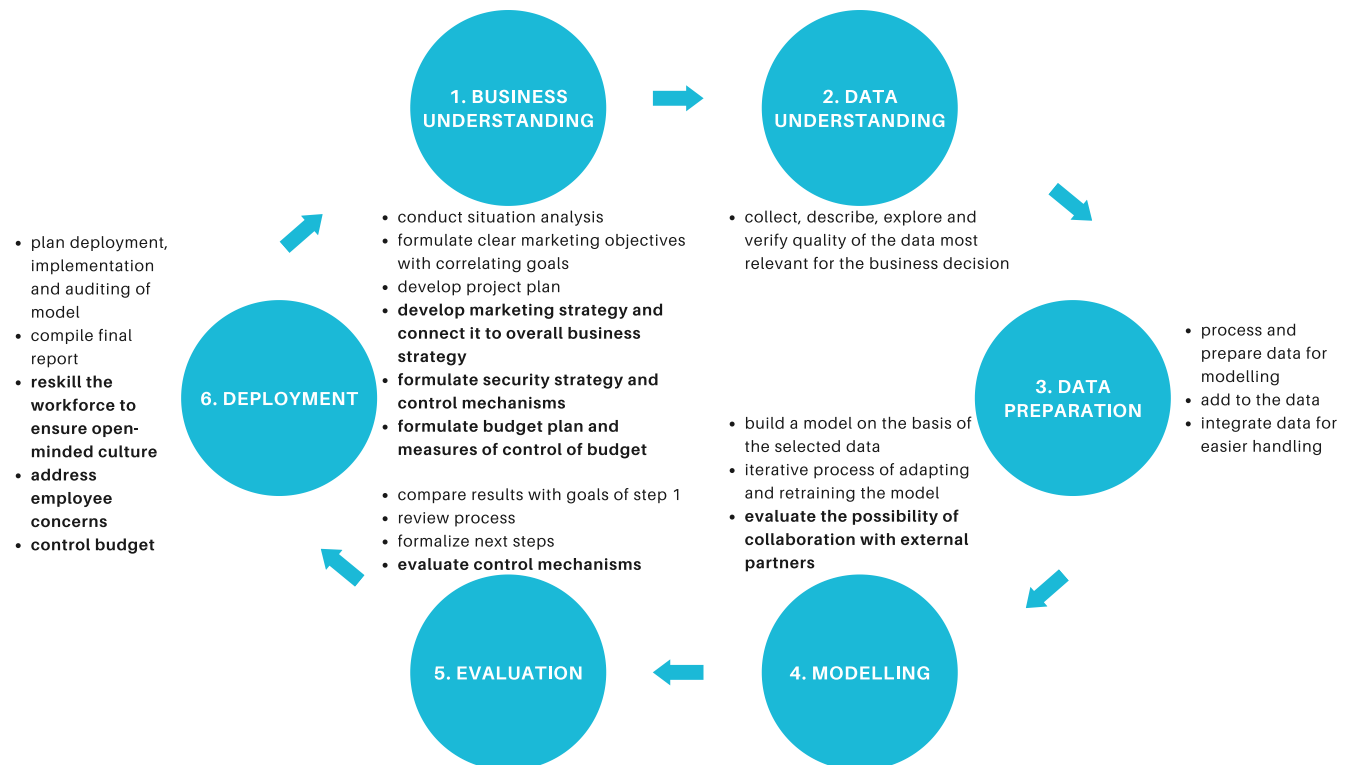 1. BUSINESS
UNDERSTANDING
• conduct situation analysis
• formulate clear marketing objectives
with correlating goals
• develop project plan
• develop marketing strategy and
connect it to overall business
strategy
• formulate security strategy and
control mechanisms
• formulate budget plan and
measures of control of budget
2. DATA
UNDERSTANDING
• collect, describe, explore and
verify quality of the data most
relevant for the business decision
3. DATA
PREPARATION
• process and
prepare data for
modelling
• add to the data
• integrate data for
easier handling
• build a model on the basis of
the selected data
• iterative process of adapting
and retraining the model
• evaluate the possibility of
collaboration with external
partners
4. MODELLING
• compare results with goals of step 1
• review process
• formalize next steps
• evaluate control mechanisms
5. EVALUATION
6. DEPLOYMENT
• plan deployment,
implementation
and auditing of
model
• compile final
report
• reskill the
workforce to
ensure open-
minded culture
• address
employee
concerns
• control budget